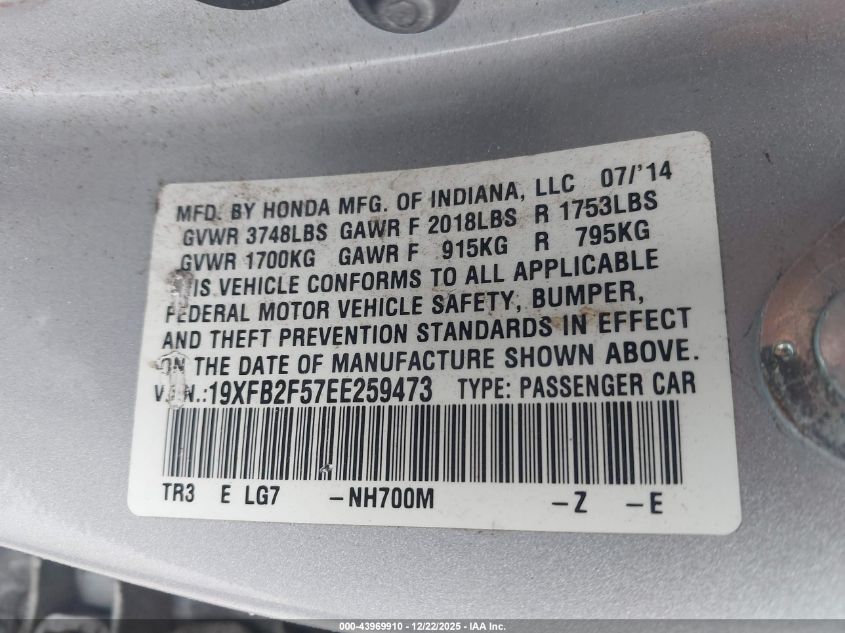 MFD. BY HONDA MFG. OF INDIANA, LLC 07/'14
GVWR 3748LBS GAWR F 2018LBS R 1753LBS
GVWR 1700KG GAWR F 915KG R 795KG
THIS VEHICLE CONFORMS TO ALL APPLICABLE
FEDERAL MOTOR VEHICLE SAFETY, BUMPER,
AND THEFT PREVENTION STANDARDS IN EFFECT
ON THE DATE OF MANUFACTURE SHOWN ABOVE.
V.I.N.:19XFB2F57EE259473 TYPE: PASSENGER CAR
TR3 E LG7 -NH700M -Z -E
000-43969910 | 12/22/2025 | IAA Inc.